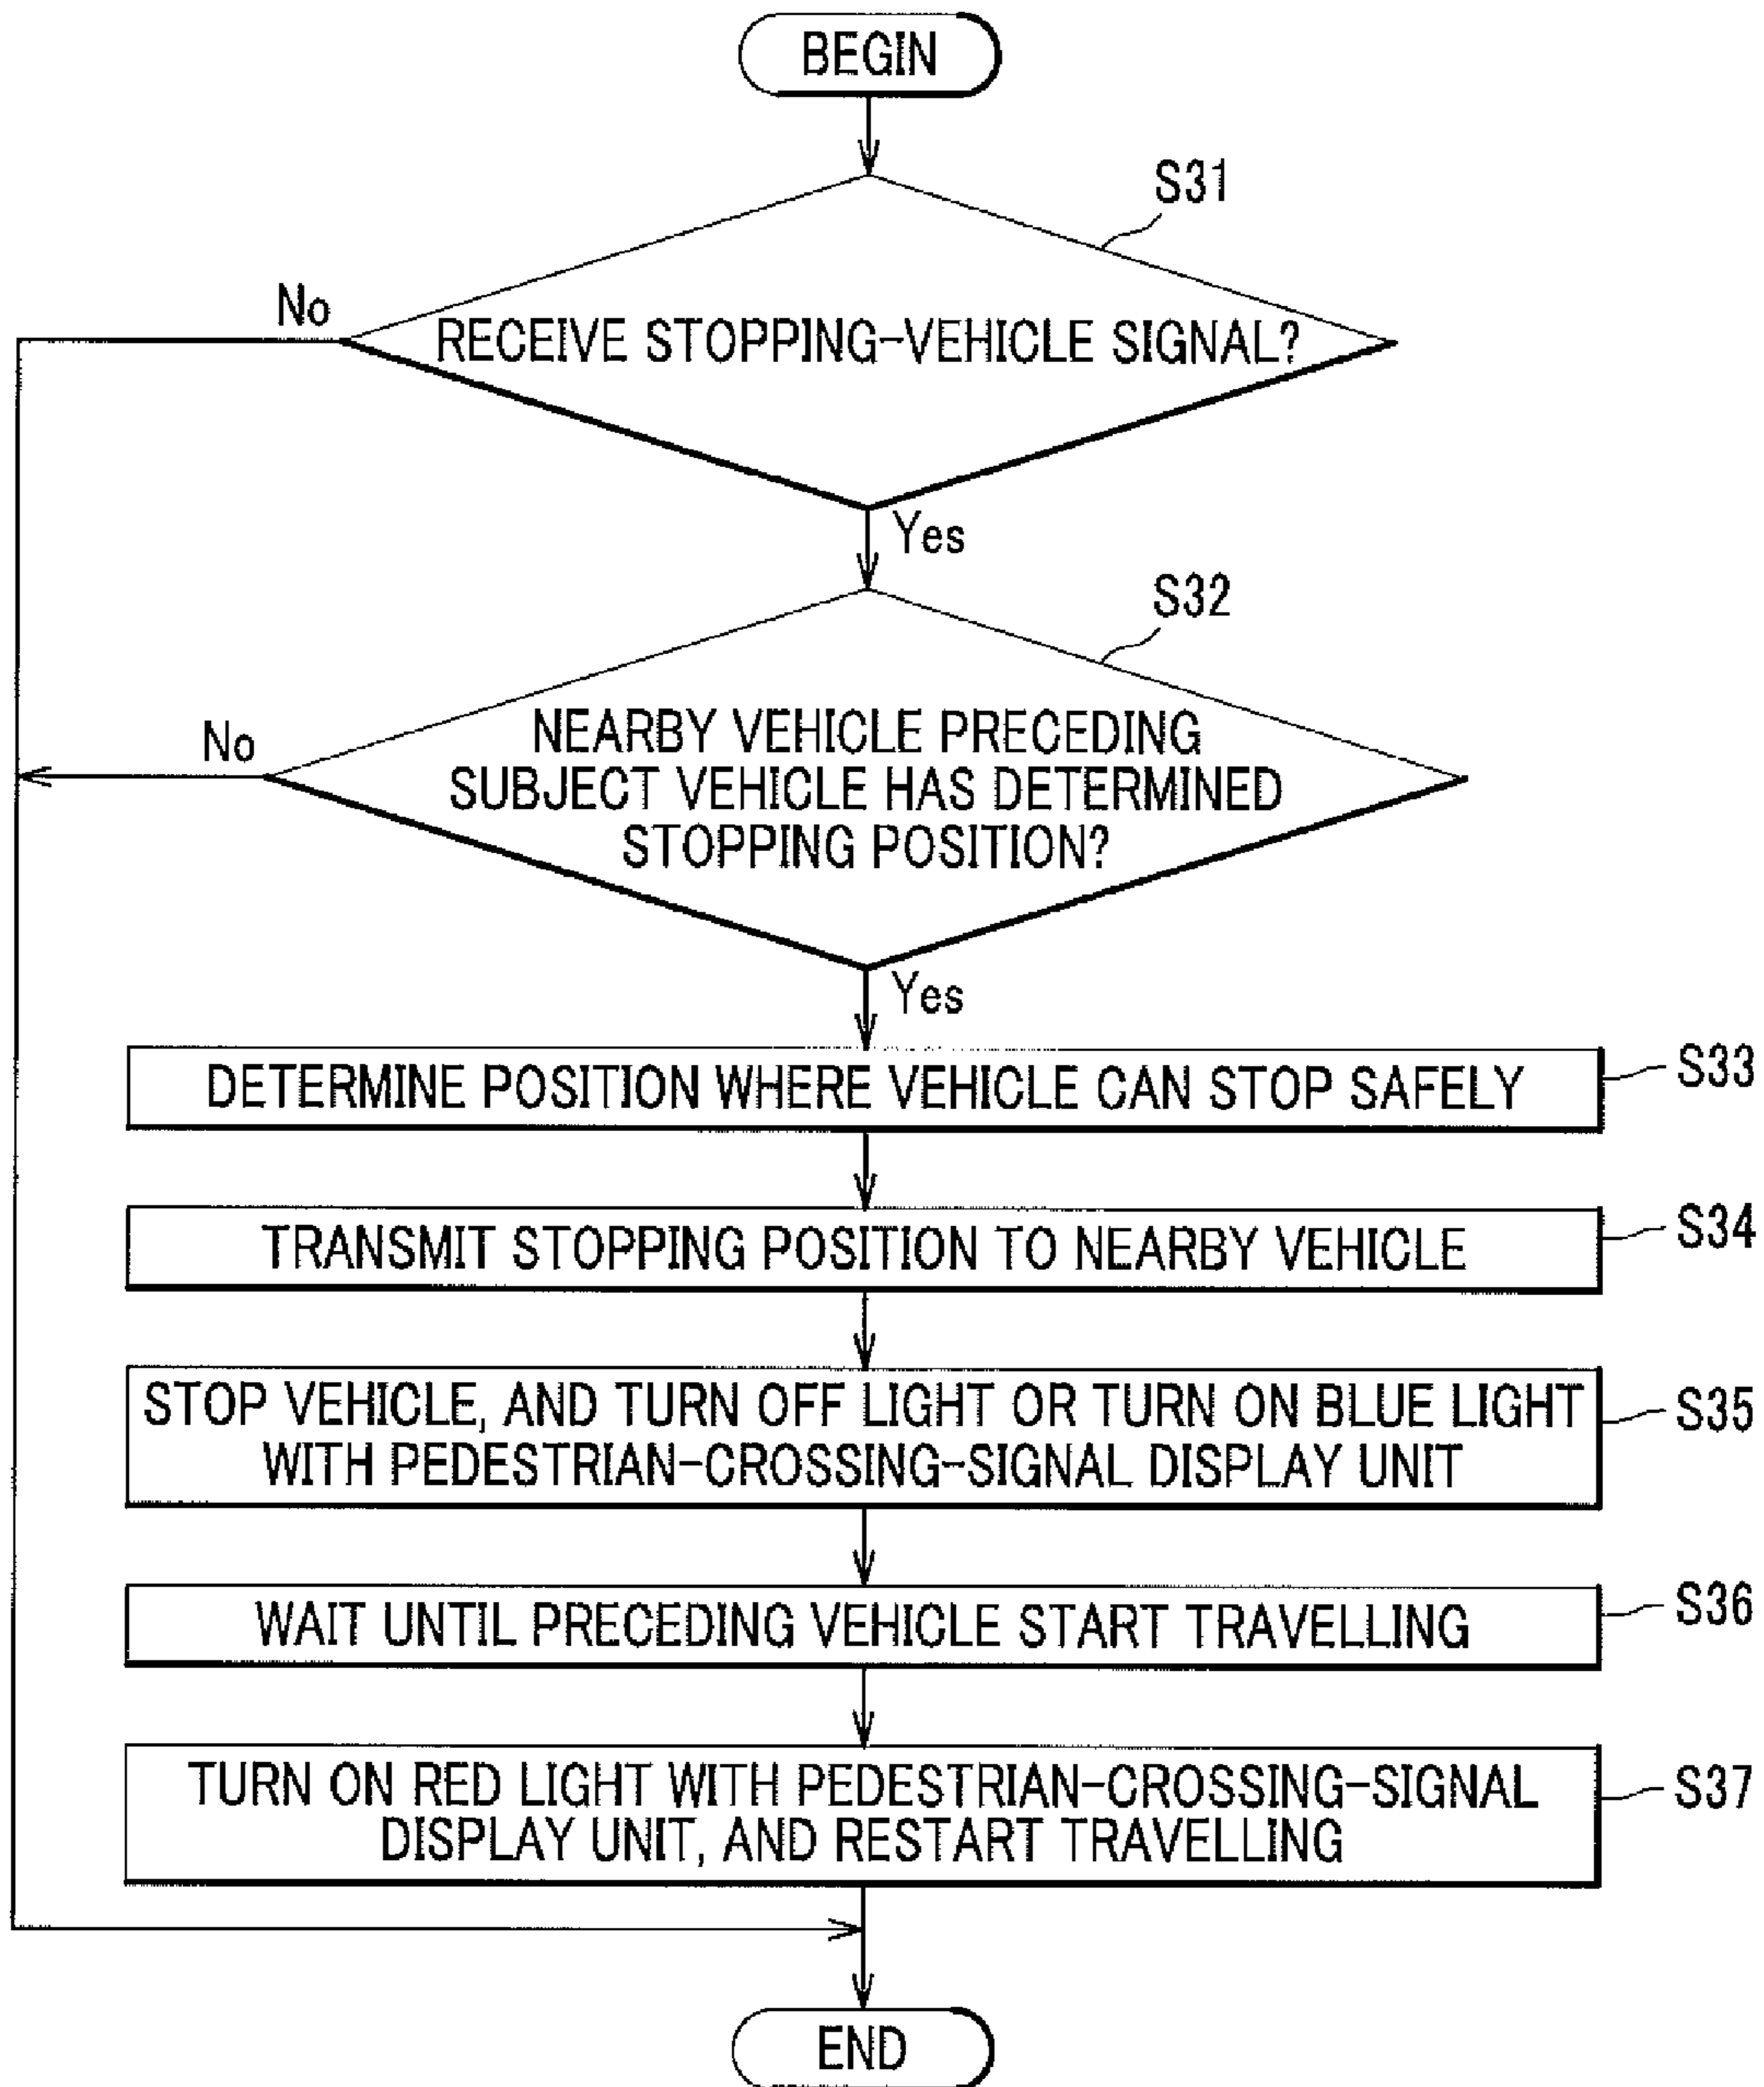 BEGIN
S31
No
RECEIVE STOPPING-VEHICLE SIGNAL?
Yes
S32
No
NEARBY VEHICLE PRECEDING
SUBJECT VEHICLE HAS DETERMINED
STOPPING POSITION?
Yes
DETERMINE POSITION WHERE VEHICLE CAN STOP SAFELY
S33
TRANSMIT STOPPING POSITION TO NEARBY VEHICLE
S34
STOP VEHICLE, AND TURN OFF LIGHT OR TURN ON BLUE LIGHT
WITH PEDESTRIAN-CROSSING-SIGNAL DISPLAY UNIT
S35
WAIT UNTIL PRECEDING VEHICLE START TRAVELLING
S36
TURN ON RED LIGHT WITH PEDESTRIAN-CROSSING-SIGNAL
DISPLAY UNIT, AND RESTART TRAVELLING
S37
END